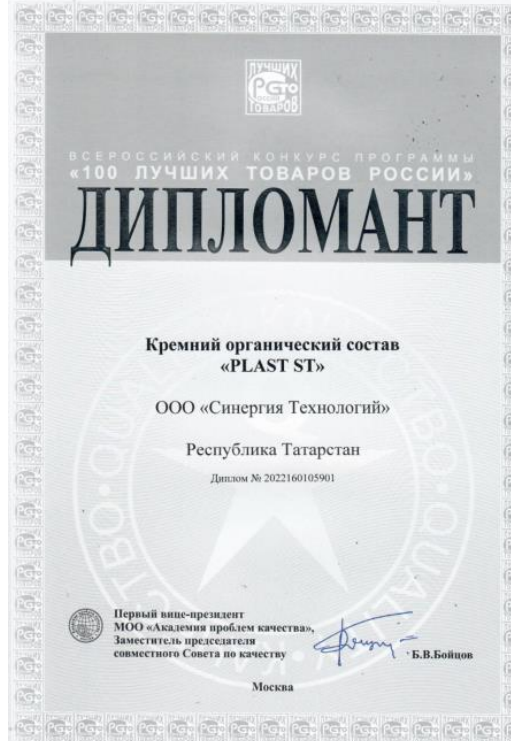 ЛУЧШИХ
ТОВАРОВ
ВСЕРОССИЙСКИЙ КОНКУРС ПРОГРАММЫ
«100 ЛУЧШИХ ТОВАРОВ РОССИИ»
ДИПЛОМАНТ
Кремний органический состав
«PLAST ST»
ООО «Синергия Технологий»
Республика Татарстан
Диплом № 2022160105901
Первый вице-президент
МОО «Академия проблем качества»,
Заместитель председателя
совместного Совета по качеству
Б.В.Бойцов
Москва